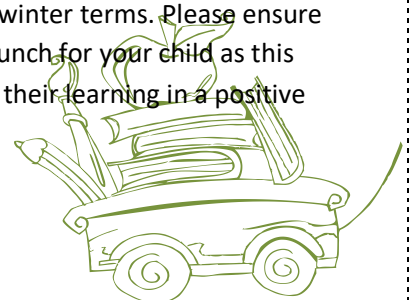 winter terms. Please ensure
unch for your child as this
their learning in a positive